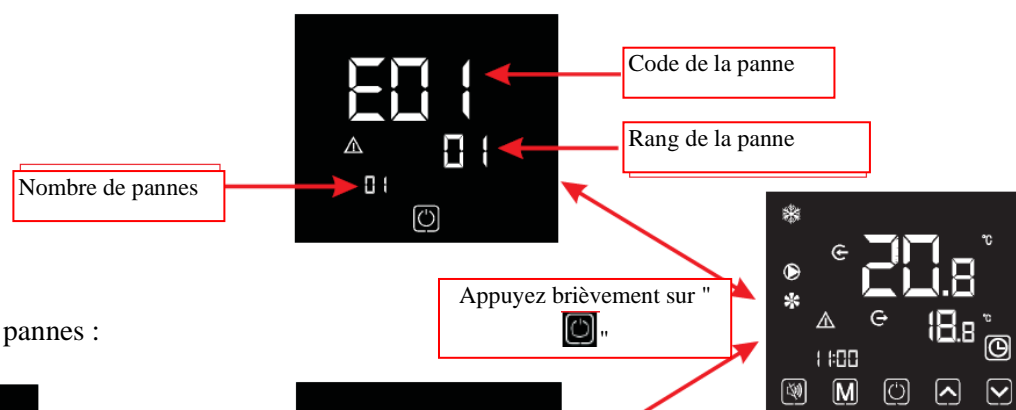 E01
Code de la panne
01
Rang de la panne
Nombre de pannes
01
20.8 °C
Appuyez brièvement sur "
"
18.8 °C
pannes :
11:00
M